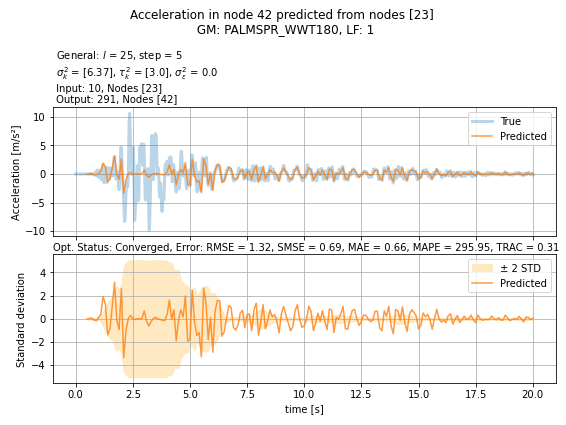 Acceleration in node 42 predicted from nodes [23]
GM: PALMSPR_WWT180, LF: 1
General: l = 25, step = 5
σ²ₖ = [6.37], τ²ₖ = [3.0], σ²ε = 0.0
Input: 10, Nodes [23]
Output: 291, Nodes [42]
Acceleration [m/s²]
10
5
0
−5
−10
True
Predicted
Opt. Status: Converged, Error: RMSE = 1.32, SMSE = 0.69, MAE = 0.66, MAPE = 295.95, TRAC = 0.31
Standard deviation
4
2
0
−2
−4
± 2 STD
Predicted
0.0 2.5 5.0 7.5 10.0 12.5 15.0 17.5 20.0
time [s]